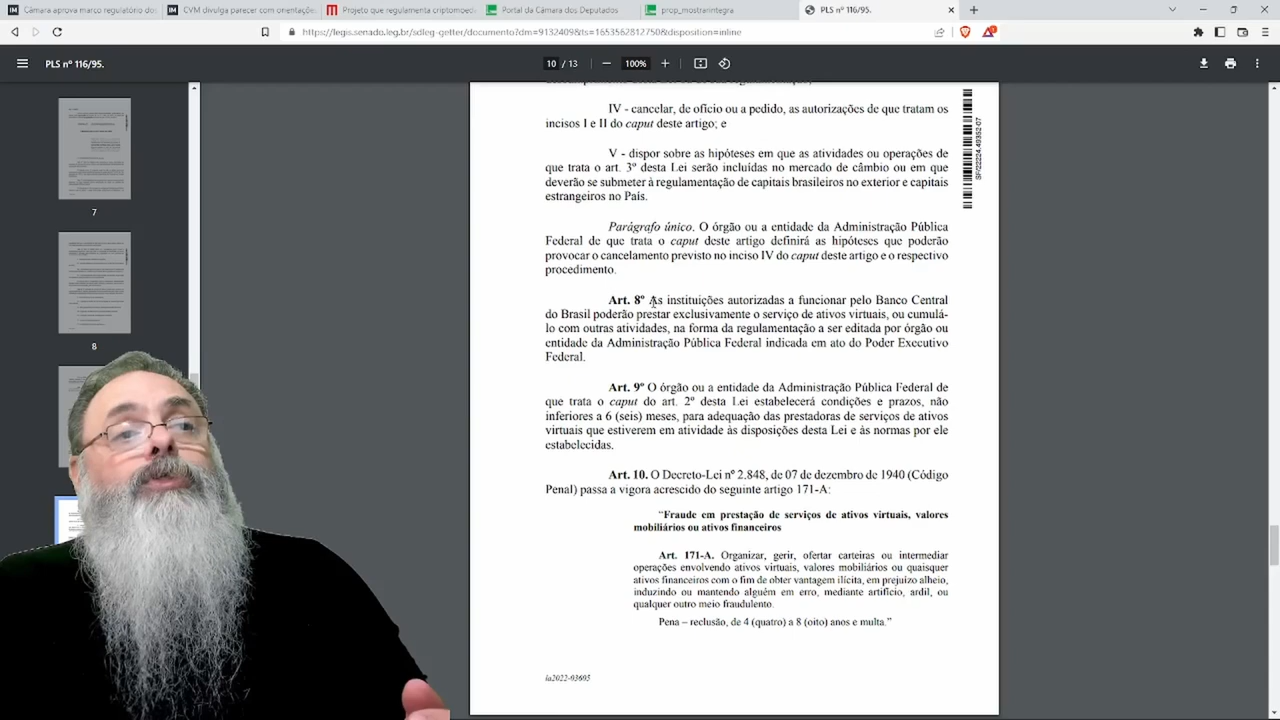 Câmara aprova marco regulatório do
CVM divulga parecer com orientaçõe
Projeto que regulamenta criptomed
Portal da Câmara dos Deputados
prop_mostrarintegra
PLS nº 116/95.
https://legis.senado.leg.br/sdleg-getter/documento?dm=9132409&ts=1653562812750&disposition=inline
PLS nº 116/95.
10 / 13
100%
7
8
IV - cancelar, de ofício ou a pedido, as autorizações de que tratam os
incisos I e II do caput deste artigo; e
V - dispor sobre as hipóteses em que as atividades ou operações de
que trata o art. 3º desta Lei serão incluídas no mercado de câmbio ou em que
deverão se submeter à regulamentação de capitais brasileiros no exterior e capitais
estrangeiros no País.
Parágrafo único. O órgão ou a entidade da Administração Pública
Federal de que trata o caput deste artigo definirá as hipóteses que poderão
provocar o cancelamento previsto no inciso IV do caput deste artigo e o respectivo
procedimento.
Art. 8º As instituições autorizadas a funcionar pelo Banco Central
do Brasil poderão prestar exclusivamente o serviço de ativos virtuais, ou cumulá-
lo com outras atividades, na forma da regulamentação a ser editada por órgão ou
entidade da Administração Pública Federal indicada em ato do Poder Executivo
Federal.
Art. 9º O órgão ou a entidade da Administração Pública Federal de
que trata o caput do art. 2º desta Lei estabelecerá condições e prazos, não
inferiores a 6 (seis) meses, para adequação das prestadoras de serviços de ativos
virtuais que estiverem em atividade às disposições desta Lei e às normas por ele
estabelecidas.
Art. 10. O Decreto-Lei nº 2.848, de 07 de dezembro de 1940 (Código
Penal) passa a vigora acrescido do seguinte artigo 171-A:
"Fraude em prestação de serviços de ativos virtuais, valores
mobiliários ou ativos financeiros
Art. 171-A. Organizar, gerir, ofertar carteiras ou intermediar
operações envolvendo ativos virtuais, valores mobiliários ou quaisquer
ativos financeiros com o fim de obter vantagem ilícita, em prejuízo alheio,
induzindo ou mantendo alguém em erro, mediante artifício, ardil, ou
qualquer outro meio fraudulento.
Pena – reclusão, de 4 (quatro) a 8 (oito) anos e multa."
la2022-03695
SF/22224.49352-07